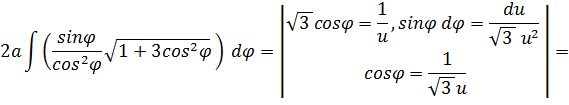 2a ∫ ( sinφ / cos²φ √(1 + 3cos²φ) ) dφ = | √3 cosφ = 1/u , sinφ dφ = du / (√3 u²) | =
cosφ = 1 / (√3 u)